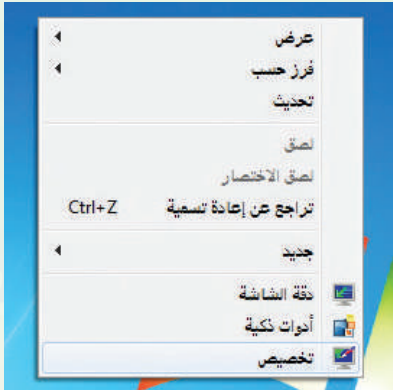 عرض
فرز حسب
تحديث
لصق
لصق الاختصار
تراجع عن إعادة تسمية Ctrl+Z
جديد
دقة الشاشة
أدوات ذكية
تخصيص